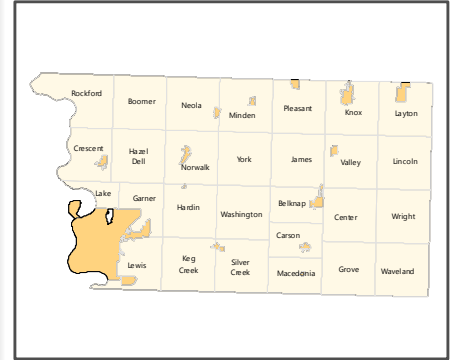 Rockford
Boomer
Neola
Minden
Pleasant
Knox
Layton
Crescent
Hazel
Dell
Norwalk
York
James
Valley
Lincoln
Lake
Garner
Hardin
Washington
Belknap
Carson
Center
Wright
Lewis
Keg
Creek
Silver
Creek
Macedonia
Grove
Waveland